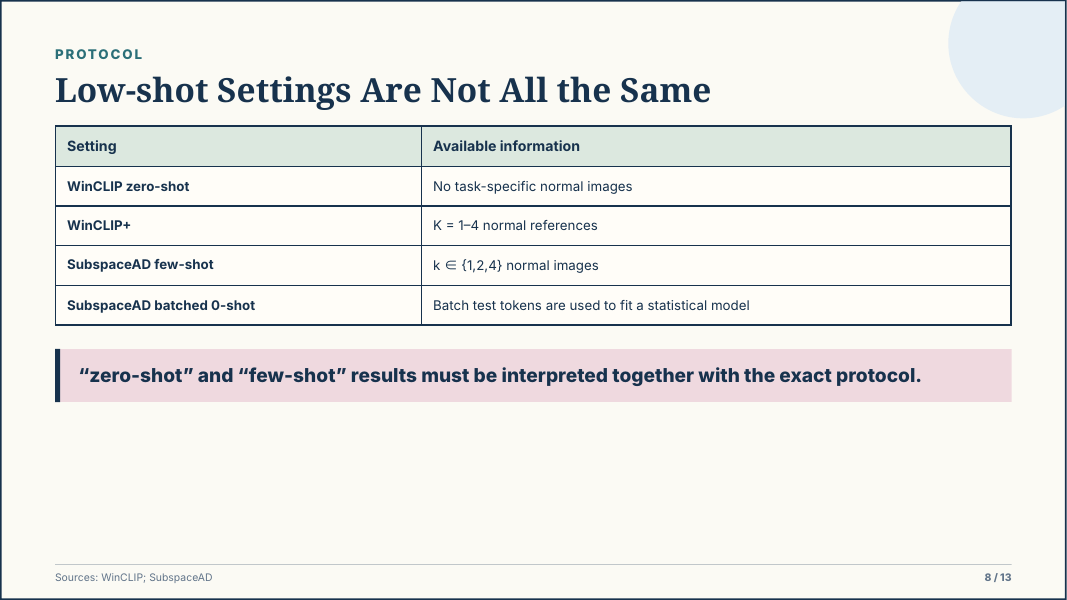 PROTOCOL
Low-shot Settings Are Not All the Same
Setting Available information
WinCLIP zero-shot No task-specific normal images
WinCLIP+ K = 1–4 normal references
SubspaceAD few-shot k ∈ {1,2,4} normal images
SubspaceAD batched 0-shot Batch test tokens are used to fit a statistical model
“zero-shot” and “few-shot” results must be interpreted together with the exact protocol.
Sources: WinCLIP; SubspaceAD 8 / 13